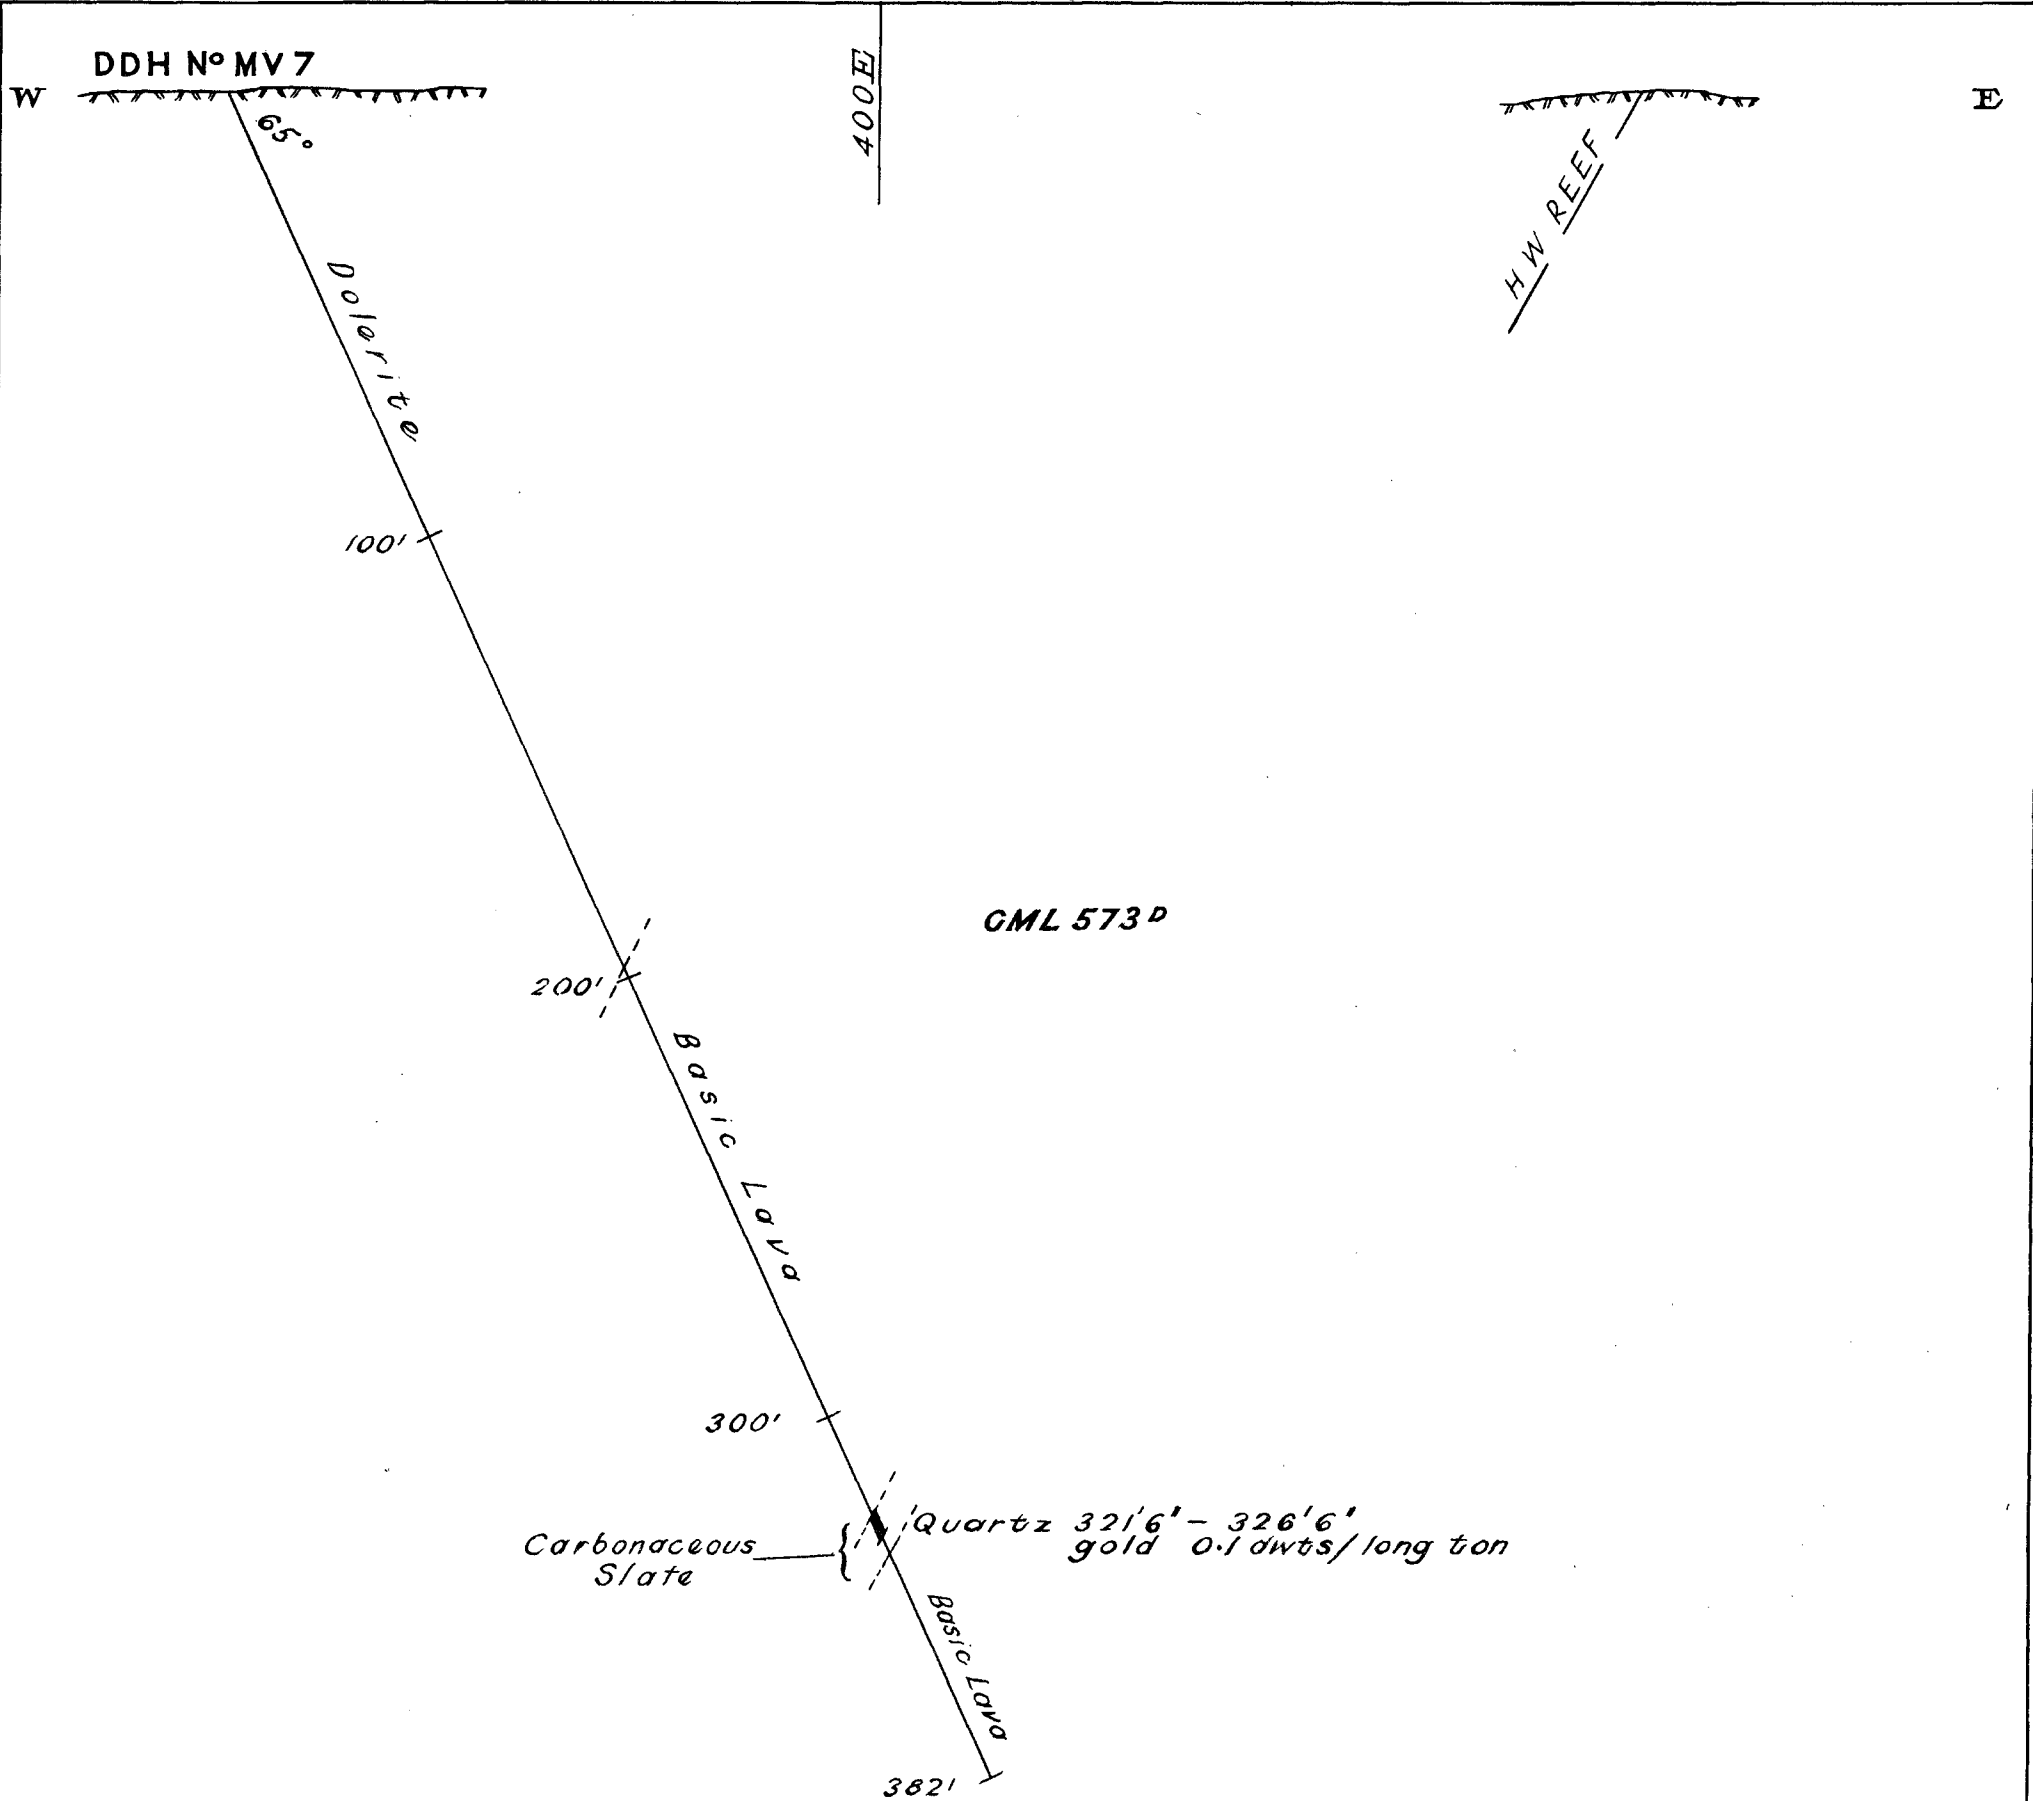 DDH Nº MV 7
W
E
400E
65°
HW REEF
Dolerite
100'
GML 573ᴰ
200'
Basic Lava
300'
Quartz 321'6" – 326'6"
gold 0.1 dwts/long ton
Carbonaceous
Slate
Basic Lava
382'